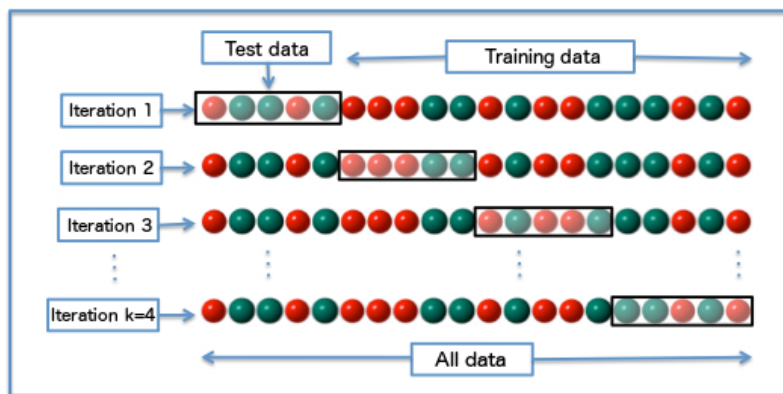 Test data
Training data
Iteration 1
Iteration 2
Iteration 3
Iteration k=4
All data